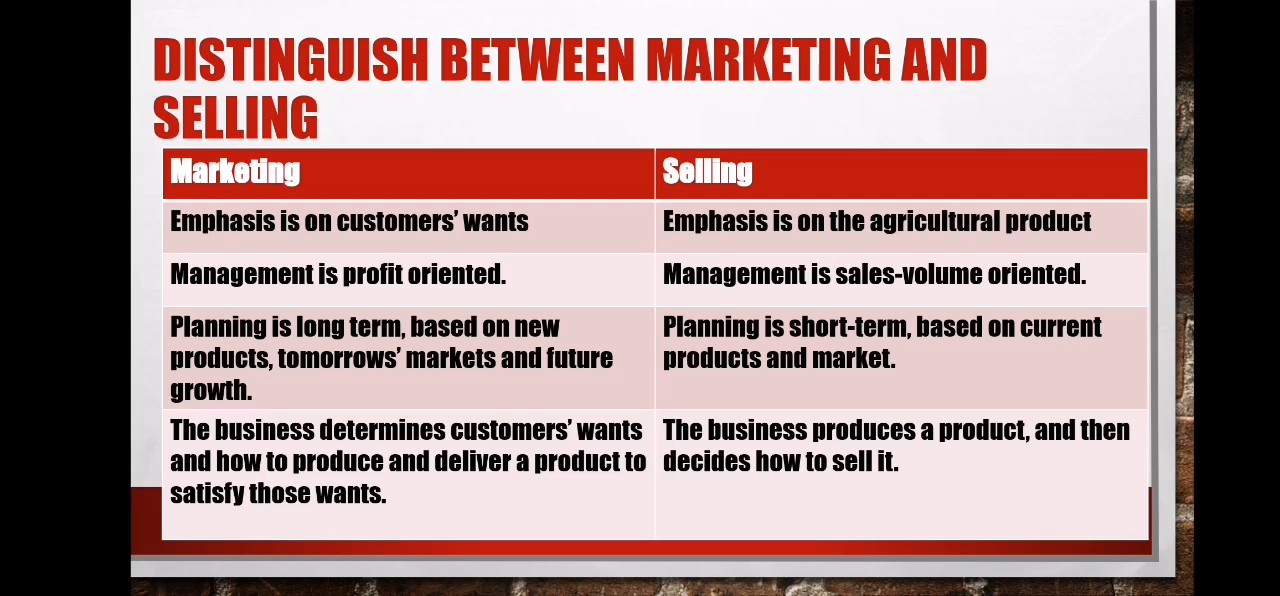 DISTINGUISH BETWEEN MARKETING AND
SELLING
Marketing
Selling
Emphasis is on customers’ wants
Emphasis is on the agricultural product
Management is profit oriented.
Management is sales-volume oriented.
Planning is long term, based on new
products, tomorrows’ markets and future
growth.
Planning is short-term, based on current
products and market.
The business determines customers’ wants
and how to produce and deliver a product to
satisfy those wants.
The business produces a product, and then
decides how to sell it.